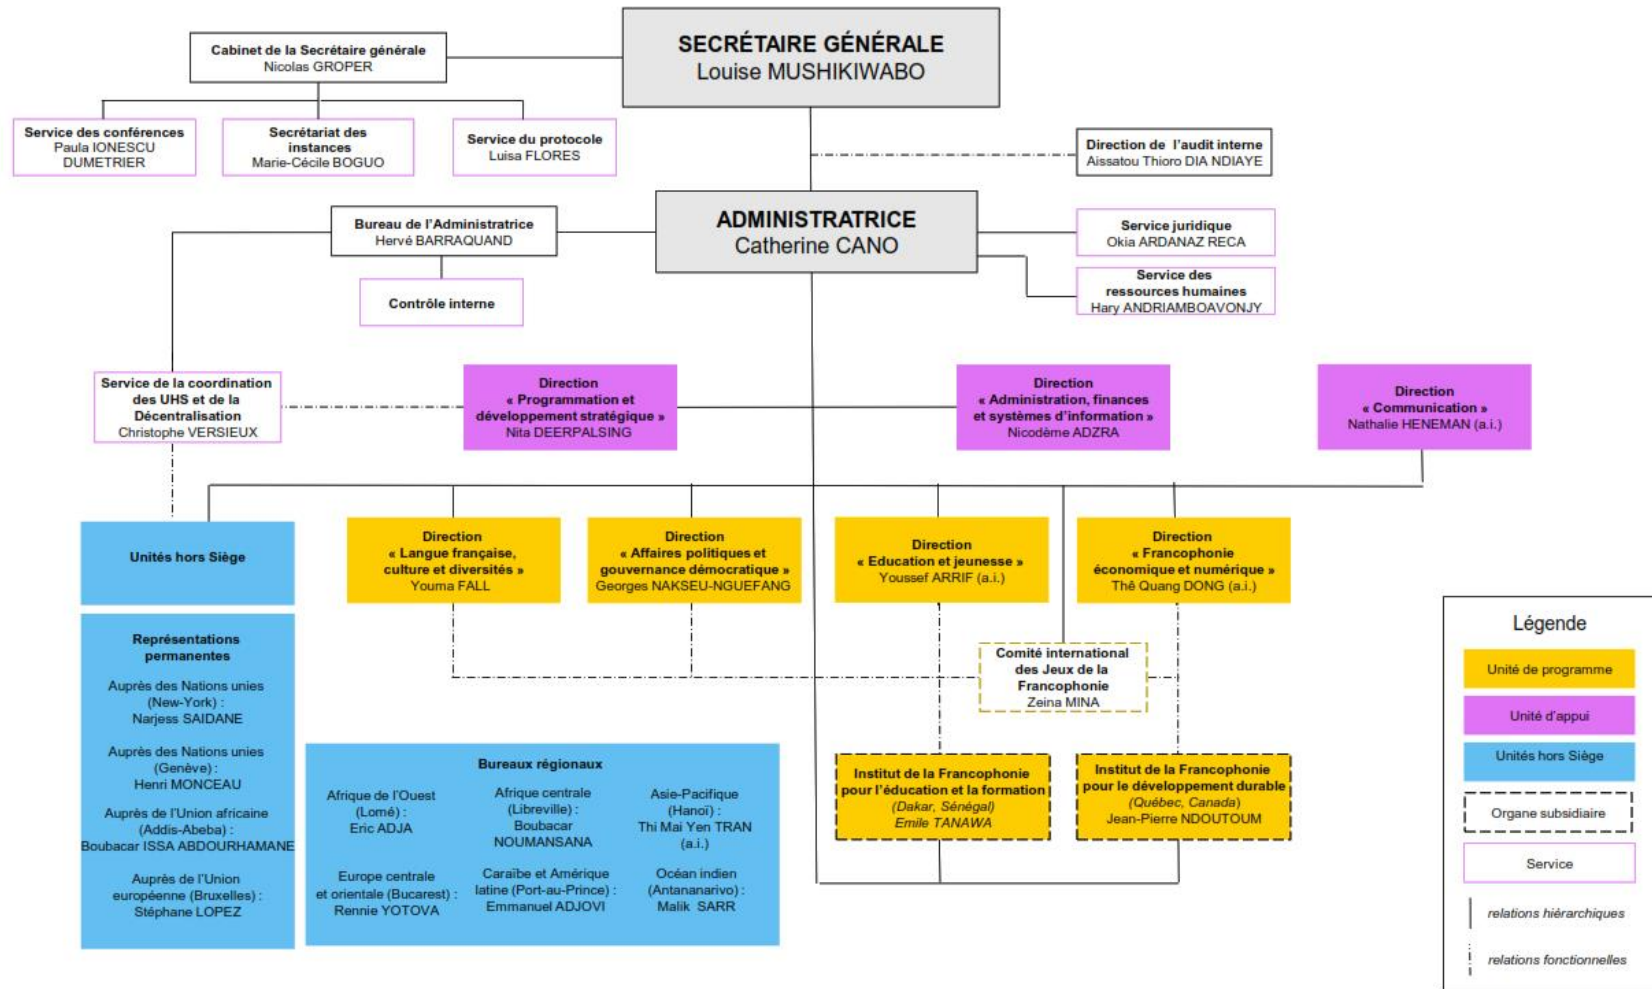 SECRÉTAIRE GÉNÉRALE
Louise MUSHIKIWABO
Cabinet de la Secrétaire générale
Nicolas GROPER
Service des conférences
Paula IONESCU
DUMETRIER
Secrétariat des
instances
Marie-Cécile BOGUO
Service du protocole
Luisa FLORES
Direction de l’audit interne
Aissatou Thioro DIA NDIAYE
ADMINISTRATRICE
Catherine CANO
Bureau de l’Administratrice
Hervé BARRAQUAND
Contrôle interne
Service juridique
Okia ARDANAZ RECA
Service des
ressources humaines
Hary ANDRIAMBOAVONJY
Service de la coordination
des UHS et de la
Décentralisation
Christophe VERSIEUX
Direction
« Programmation et
développement stratégique »
Nita DEERPALSING
Direction
« Administration, finances
et systèmes d’information »
Nicodème ADZRA
Direction
« Communication »
Nathalie HENEMAN (a.i.)
Unités hors Siège
Direction
« Langue française,
culture et diversités »
Youma FALL
Direction
« Affaires politiques et
gouvernance démocratique »
Georges NAKSEU-NGUEFANG
Direction
« Education et jeunesse »
Youssef ARRIF (a.i.)
Direction
« Francophonie
économique et numérique »
Thê Quang DONG (a.i.)
Représentations
permanentes
Auprès des Nations unies
(New-York) :
Narjess SAIDANE
Auprès des Nations unies
(Genève) :
Henri MONCEAU
Auprès de l’Union africaine
(Addis-Abeba) :
Boubacar ISSA ABDOURHAMANE
Auprès de l’Union
européenne (Bruxelles) :
Stéphane LOPEZ
Comité international
des Jeux de la
Francophonie
Zeina MINA
Bureaux régionaux
Afrique de l’Ouest
(Lomé) :
Eric ADJA
Afrique centrale
(Libreville) :
Boubacar
NOUMANSANA
Asie-Pacifique
(Hanoï) :
Thi Mai Yen TRAN
(a.i.)
Europe centrale
et orientale (Bucarest) :
Rennie YOTOVA
Caraïbe et Amérique
latine (Port-au-Prince) :
Emmanuel ADJOVI
Océan indien
(Antananarivo) :
Malik SARR
Institut de la Francophonie
pour l’éducation et la formation
(Dakar, Sénégal)
Emile TANAWA
Institut de la Francophonie
pour le développement durable
(Québec, Canada)
Jean-Pierre NDOUTOUM
Légende
Unité de programme
Unité d’appui
Unités hors Siège
Organe subsidiaire
Service
relations hiérarchiques
relations fonctionnelles